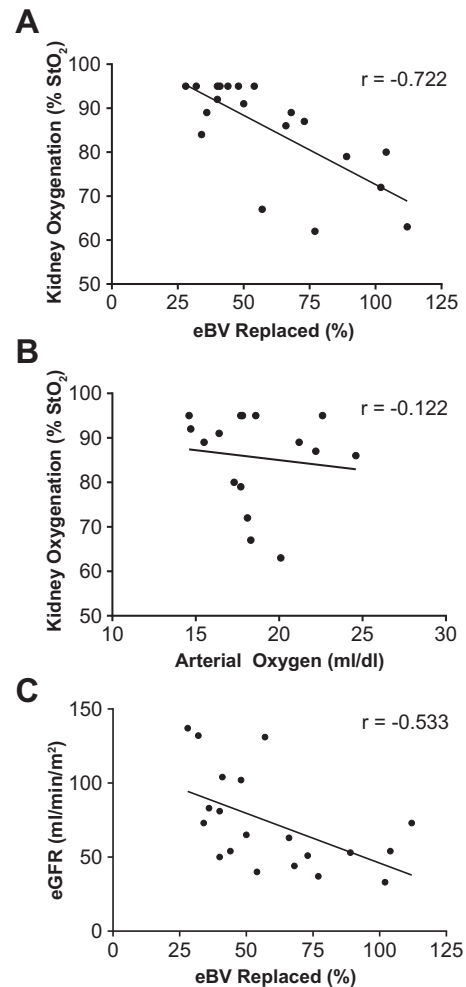 A
Kidney Oxygenation (% StO₂)
100
90
80
70
60
50
r = -0.722
0 25 50 75 100 125
eBV Replaced (%)
B
Kidney Oxygenation (% StO₂)
100
90
80
70
60
50
r = -0.122
10 15 20 25 30
Arterial Oxygen (ml/dl)
C
eGFR (ml/min/m²)
150
100
50
0
r = -0.533
0 25 50 75 100 125
eBV Replaced (%)